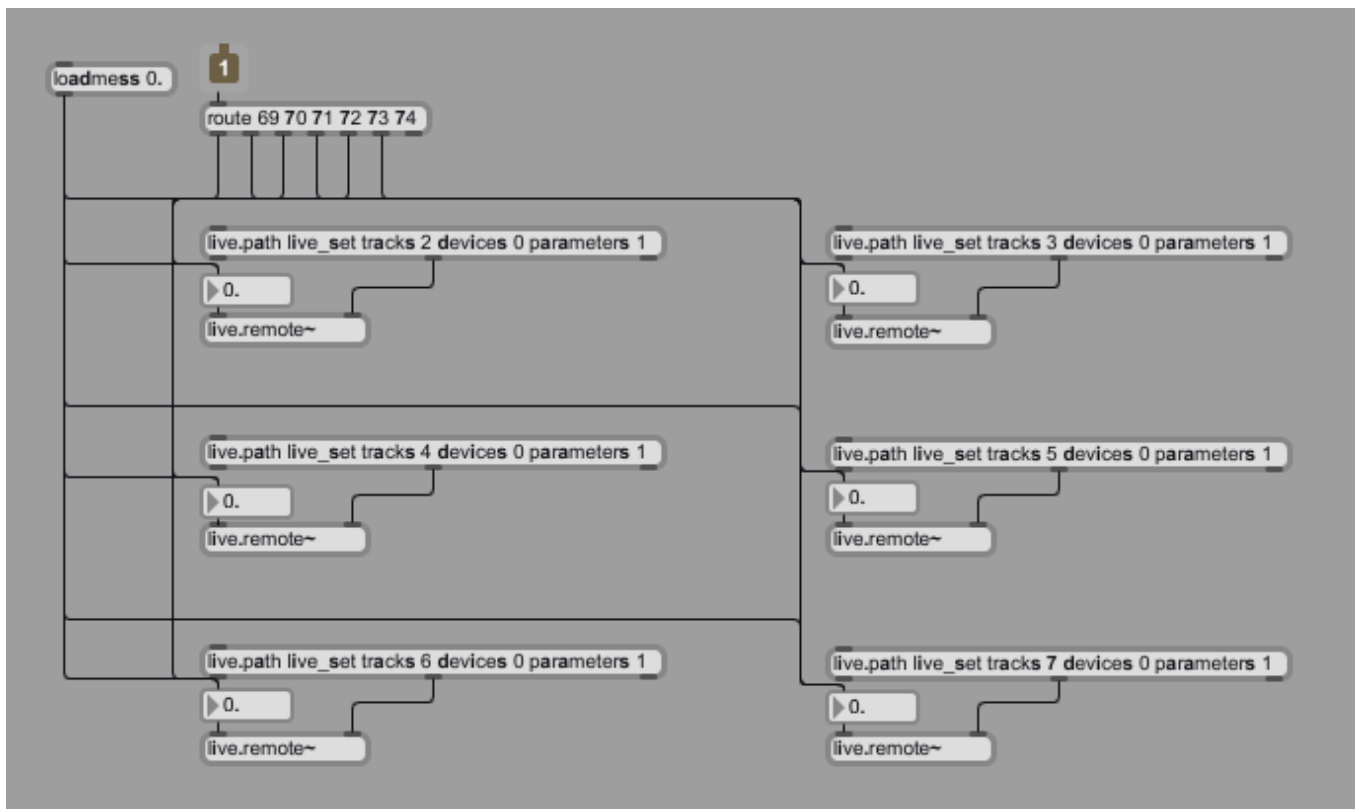 loadmess 0.
1
route 69 70 71 72 73 74
live.path live_set tracks 2 devices 0 parameters 1
0.
live.remote~
live.path live_set tracks 3 devices 0 parameters 1
0.
live.remote~
live.path live_set tracks 4 devices 0 parameters 1
0.
live.remote~
live.path live_set tracks 5 devices 0 parameters 1
0.
live.remote~
live.path live_set tracks 6 devices 0 parameters 1
0.
live.remote~
live.path live_set tracks 7 devices 0 parameters 1
0.
live.remote~